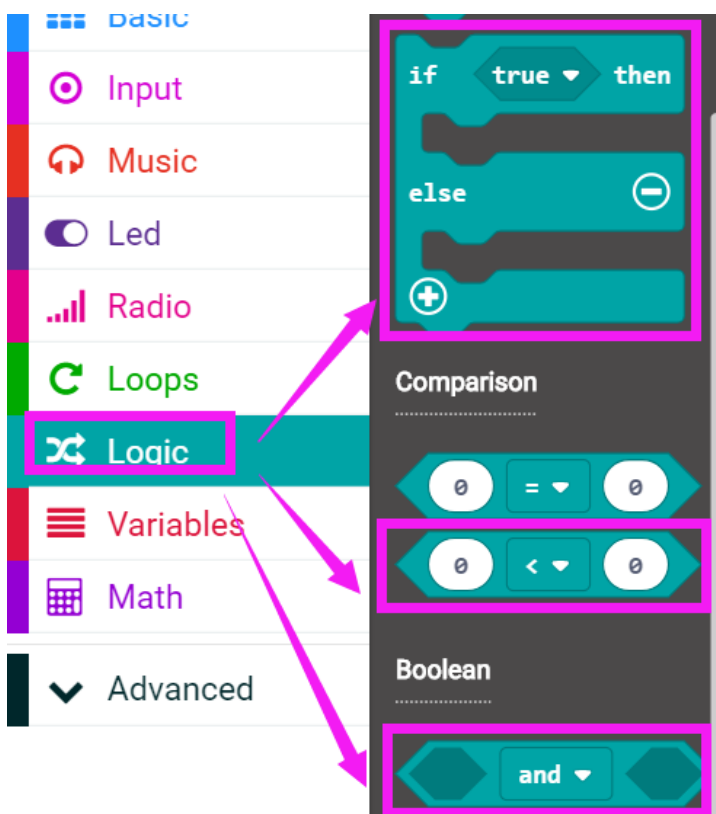 Basic
Input
Music
Led
Radio
Loops
Logic
Variables
Math
Advanced
if true then
else
Comparison
0 = 0
0 < 0
Boolean
and